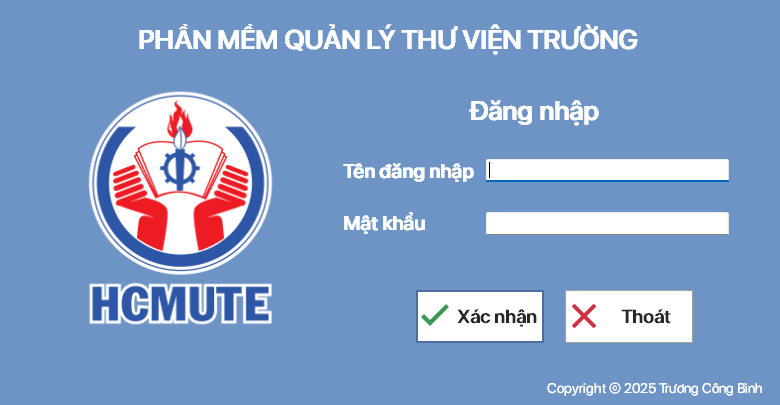 PHẦN MỀM QUẢN LÝ THƯ VIỆN TRƯỜNG
HCMUTE
Đăng nhập
Tên đăng nhập
Mật khẩu
Xác nhận
Thoát
Copyright © 2025 Trương Công Bình